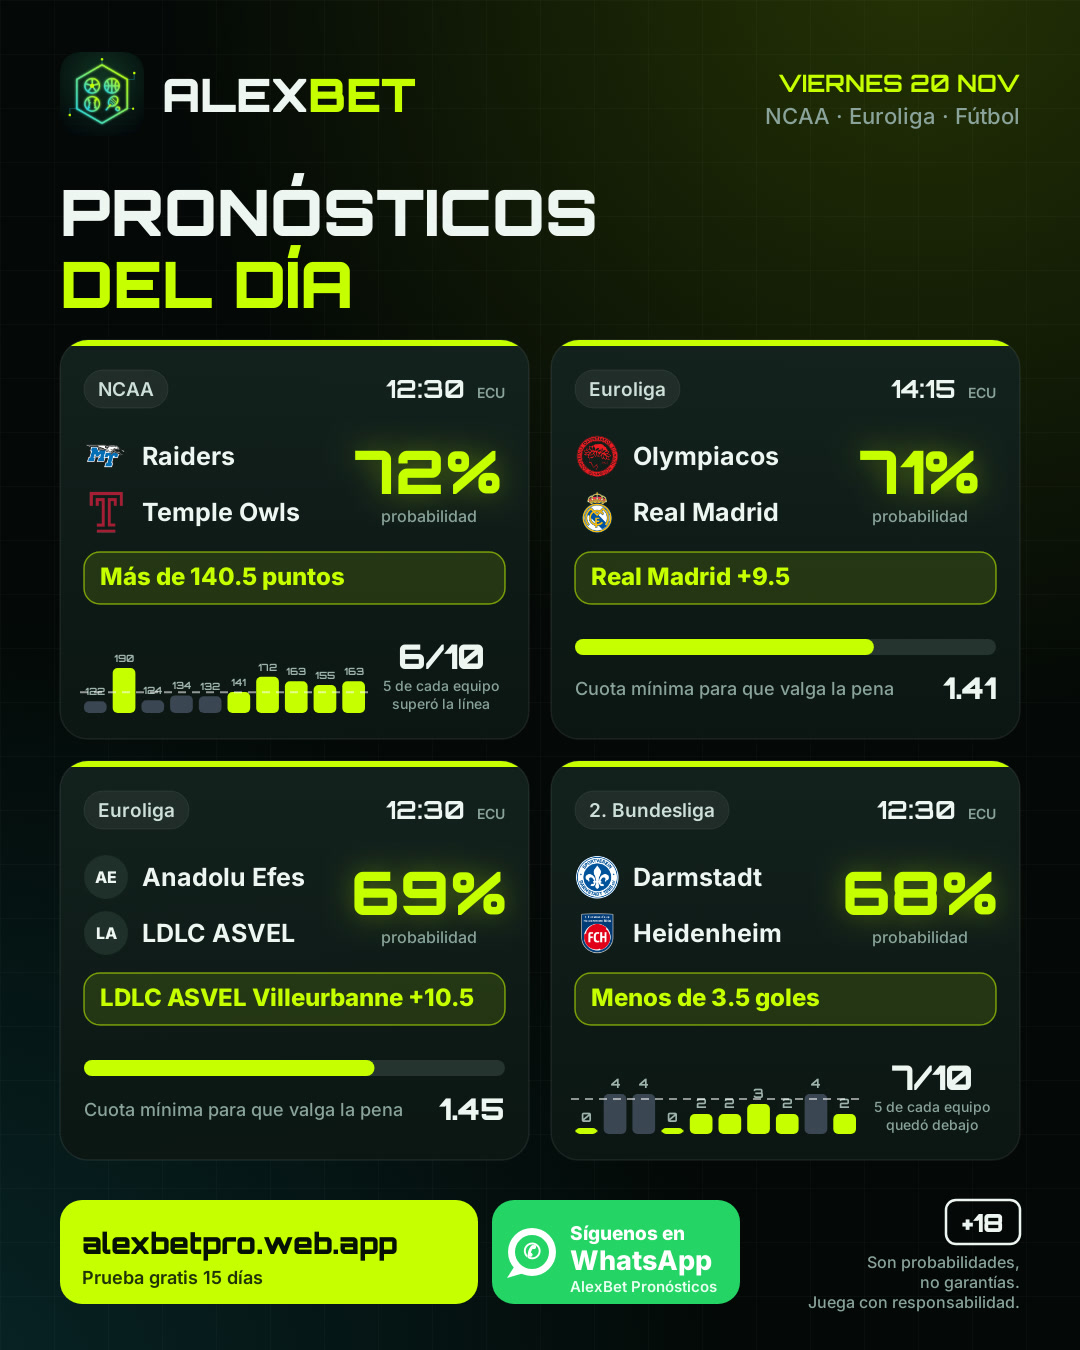 ALEXBET
VIERNES 20 NOV
NCAA · Euroliga · Fútbol
PRONÓSTICOS
DEL DÍA
NCAA
12:30 ECU
MT
Raiders
T
Temple Owls
72%
probabilidad
Más de 140.5 puntos
122 190 124 134 132 141 172 163 155 163
6/10
5 de cada equipo
superó la línea
Euroliga
14:15 ECU
Olympiacos
Real Madrid
71%
probabilidad
Real Madrid +9.5
Cuota mínima para que valga la pena 1.41
Euroliga
12:30 ECU
AE
Anadolu Efes
LA
LDLC ASVEL
69%
probabilidad
LDLC ASVEL Villeurbanne +10.5
Cuota mínima para que valga la pena 1.45
2. Bundesliga
12:30 ECU
Darmstadt
FCH
Heidenheim
68%
probabilidad
Menos de 3.5 goles
0 4 4 0 2 2 3 2 4 2
7/10
5 de cada equipo
quedó debajo
alexbetpro.web.app
Prueba gratis 15 días
Síguenos en
WhatsApp
AlexBet Pronósticos
+18
Son probabilidades,
no garantías.
Juega con responsabilidad.